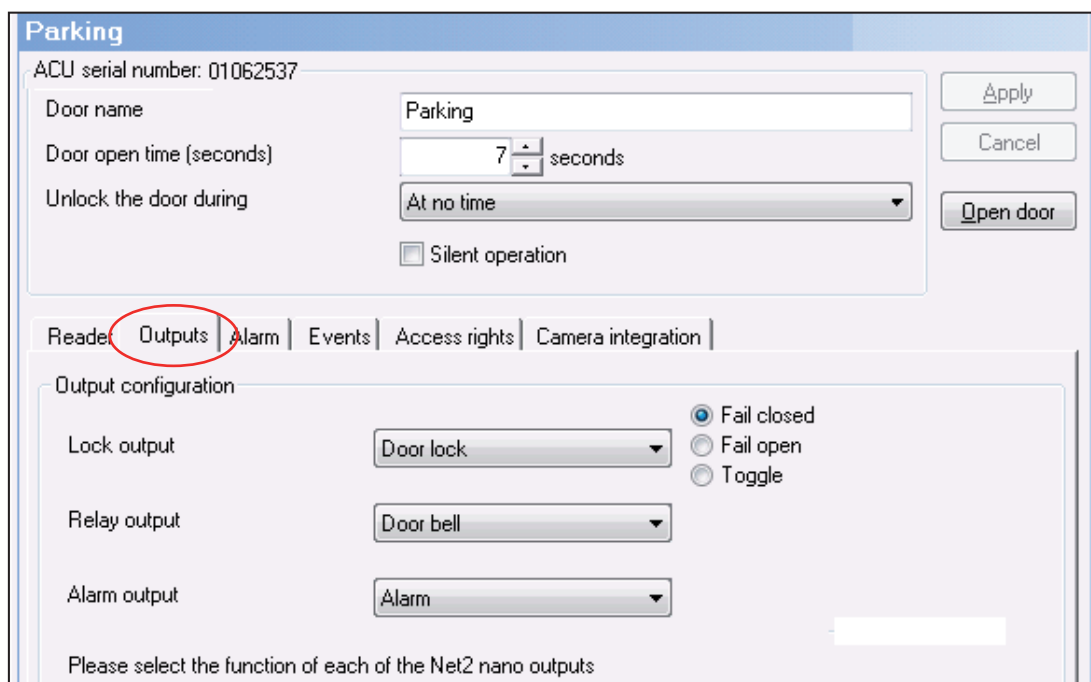 Parking
ACU serial number: 01062537
Door name Parking
Door open time (seconds) 7 seconds
Unlock the door during At no time
Silent operation
Apply
Cancel
Open door
Reader Outputs Alarm Events Access rights Camera integration
Output configuration
Lock output Door lock
Fail closed
Fail open
Toggle
Relay output Door bell
Alarm output Alarm
Please select the function of each of the Net2 nano outputs